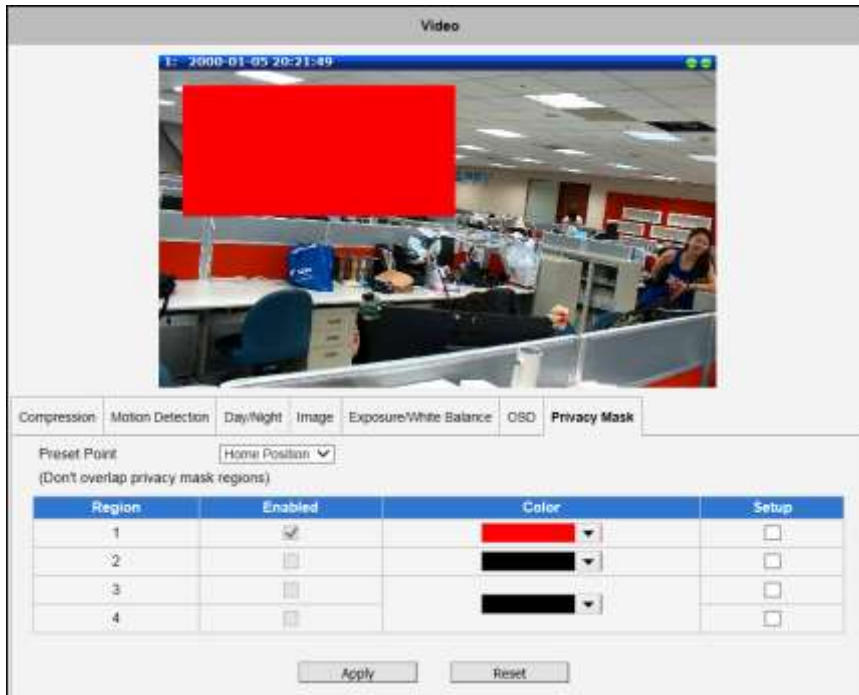 Video
1: 2000-01-05 20:21:49
Compression Motion Detection Day/Night Image Exposure/White Balance OSD Privacy Mask
Preset Point Home Position
(Don't overlap privacy mask regions)
Region Enabled Color Setup
1
2
3
4
Apply Reset